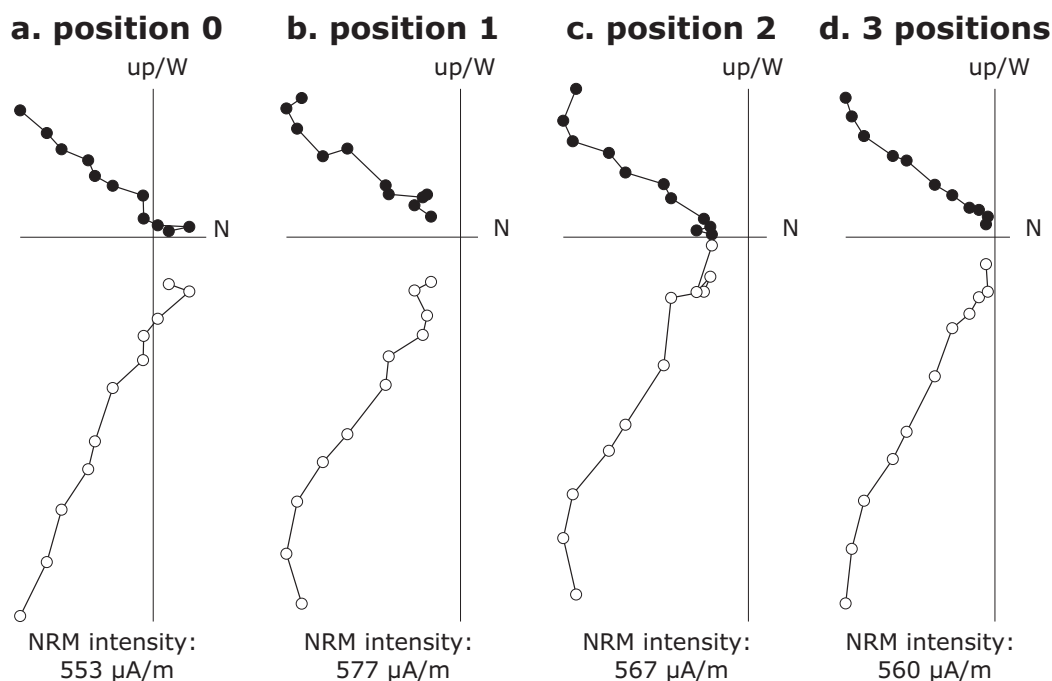 a. position 0
b. position 1
c. position 2
d. 3 positions
up/W
up/W
up/W
up/W
N
N
N
N
NRM intensity:
553 µA/m
NRM intensity:
577 µA/m
NRM intensity:
567 µA/m
NRM intensity:
560 µA/m